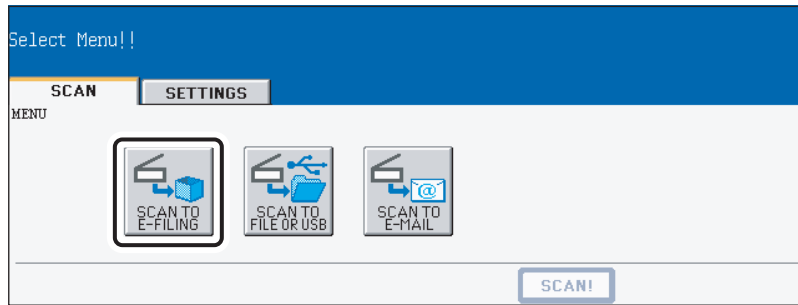 Select Menu!!
SCAN
SETTINGS
MENU
SCAN TO
E-FILING
SCAN TO
FILE OR USB
@
SCAN TO
E-MAIL
SCAN!